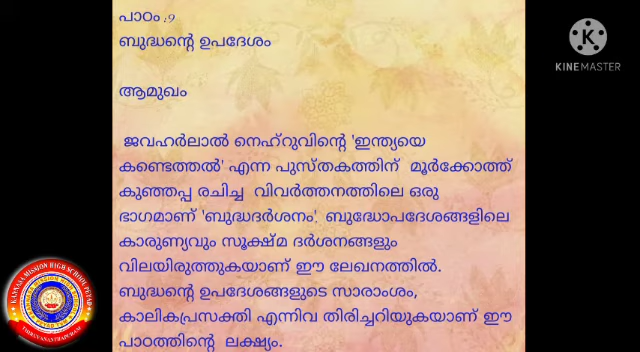 പാഠം :9
ബുദ്ധന്റെ ഉപദേശം
ആമുഖം
ജവഹർലാൽ നെഹ്റുവിന്റെ 'ഇന്ത്യയെ
കണ്ടെത്തൽ' എന്ന പുസ്തകത്തിന് മൂർക്കോത്ത്
കുഞ്ഞപ്പ രചിച്ച വിവർത്തനത്തിലെ ഒരു
ഭാഗമാണ് 'ബുദ്ധദർശനം'. ബുദ്ധോപദേശങ്ങളിലെ
കാരുണ്യവും സൂക്ഷ്മ ദർശനങ്ങളും
വിലയിരുത്തുകയാണ് ഈ ലേഖനത്തിൽ.
ബുദ്ധന്റെ ഉപദേശങ്ങളുടെ സാരാംശം,
കാലികപ്രസക്തി എന്നിവ തിരിച്ചറിയുകയാണ് ഈ
പാഠത്തിന്റെ ലക്ഷ്യം.
K
KINEMASTER